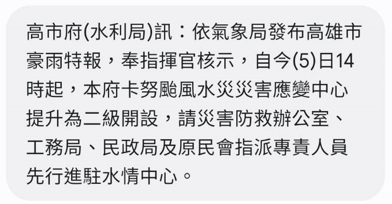 高市府(水利局)訊：依氣象局發布高雄市
豪雨特報，奉指揮官核示，自今(5)日14
時起，本府卡努颱風水災災害應變中心
提升為二級開設，請災害防救辦公室、
工務局、民政局及原民會指派專責人員
先行進駐水情中心。